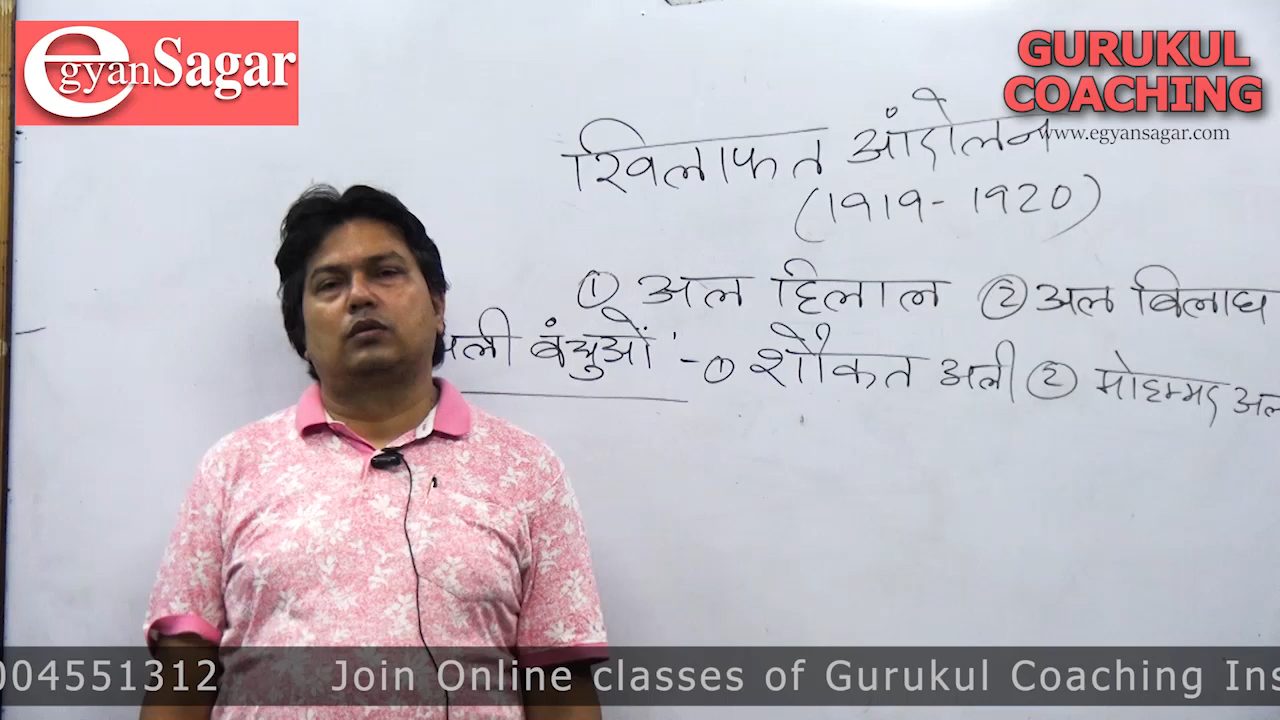 egyanSagar
GURUKUL
COACHING
www.egyansagar.com
खिलाफत आंदोलन
(1919-1920)
① अल हिलाल ② अल बिलाघ
बंधुओं - ① शौकत अली ② मोहम्मद अल
004551312 Join Online classes of Gurukul Coaching Ins